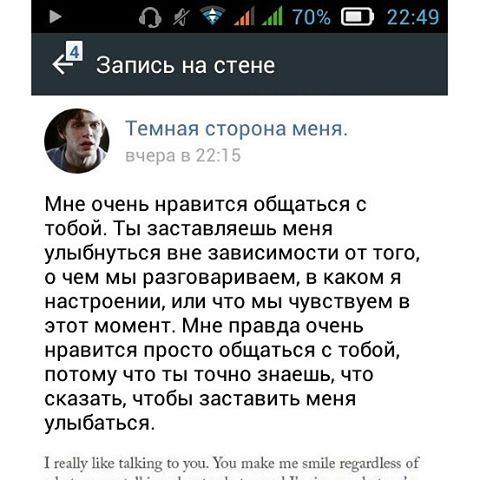 70% 22:49
4
Запись на стене
Темная сторона меня.
вчера в 22:15
Мне очень нравится общаться с
тобой. Ты заставляешь меня
улыбнуться вне зависимости от того,
о чем мы разговариваем, в каком я
настроении, или что мы чувствуем в
этот момент. Мне правда очень
нравится просто общаться с тобой,
потому что ты точно знаешь, что
сказать, чтобы заставить меня
улыбаться.
I really like talking to you. You make me smile regardless of